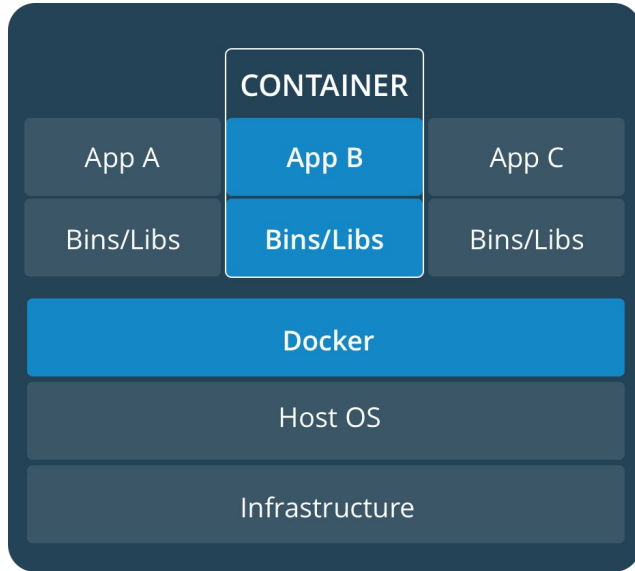 CONTAINER
App A App B App C
Bins/Libs Bins/Libs Bins/Libs
Docker
Host OS
Infrastructure